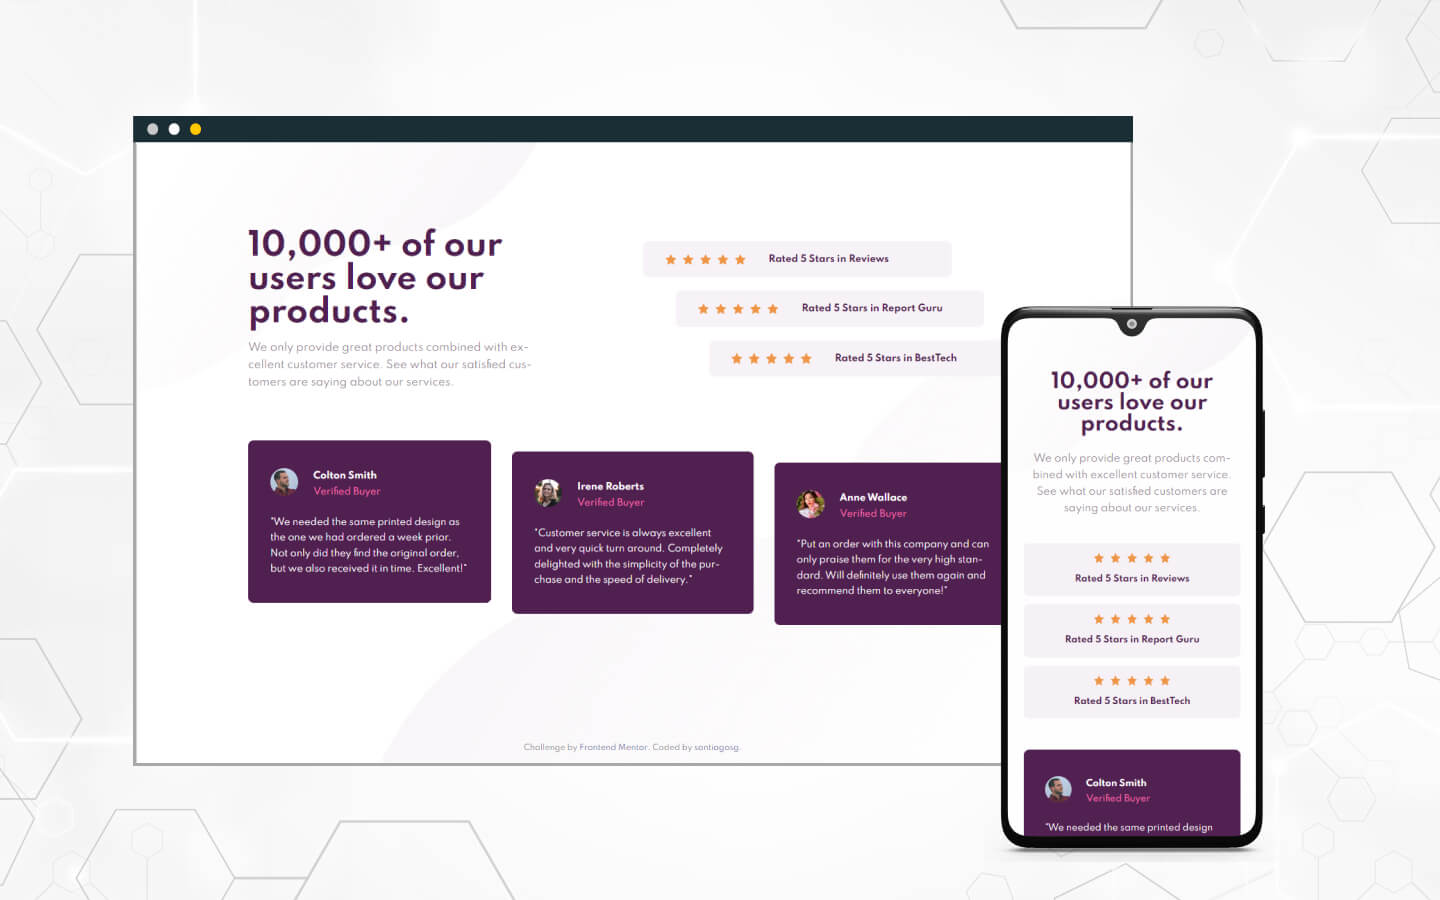 10,000+ of our
users love our
products.
We only provide great products combined with ex-
cellent customer service. See what our satisfied cus-
tomers are saying about our services.
Rated 5 Stars in Reviews
Rated 5 Stars in Report Guru
Rated 5 Stars in BestTech
Colton Smith
Verified Buyer
"We needed the same printed design as
the one we had ordered a week prior.
Not only did they find the original order,
but we also received it in time. Excellent!"
Irene Roberts
Verified Buyer
"Customer service is always excellent
and very quick turn around. Completely
delighted with the simplicity of the pur-
chase and the speed of delivery."
Anne Wallace
Verified Buyer
"Put an order with this company and can
only praise them for the very high stan-
dard. Will definitely use them again and
recommend them to everyone!"
Challenge by Frontend Mentor. Coded by santiagosg.
10,000+ of our
users love our
products.
We only provide great products com-
bined with excellent customer service.
See what our satisfied customers are
saying about our services.
Rated 5 Stars in Reviews
Rated 5 Stars in Report Guru
Rated 5 Stars in BestTech
Colton Smith
Verified Buyer
"We needed the same printed design